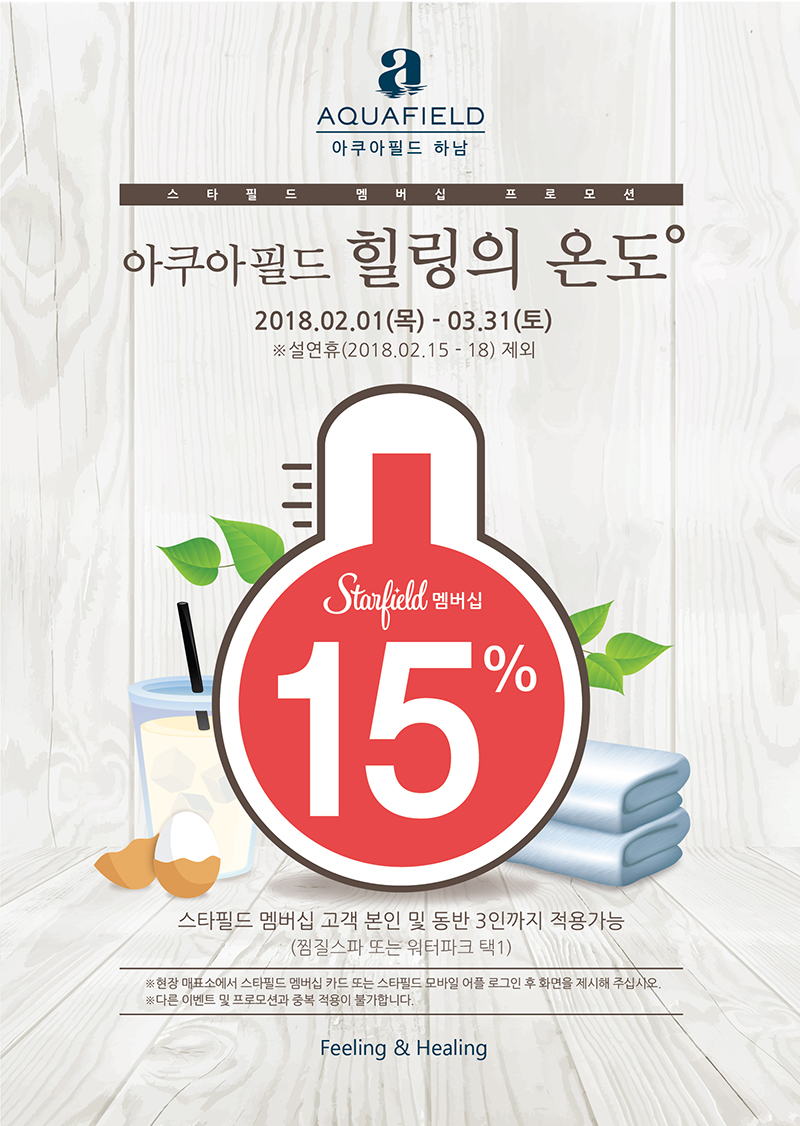 a
AQUAFIELD
아쿠아필드 하남
스타필드 멤버십 프로모션
아쿠아필드 힐링의 온도°
2018.02.01(목) - 03.31(토)
※설연휴(2018.02.15 - 18) 제외
Starfield 멤버십
15%
스타필드 멤버십 고객 본인 및 동반 3인까지 적용가능
(찜질스파 또는 워터파크 택1)
※현장 매표소에서 스타필드 멤버십 카드 또는 스타필드 모바일 어플 로그인 후 화면을 제시해 주십시오.
※다른 이벤트 및 프로모션과 중복 적용이 불가합니다.
Feeling & Healing